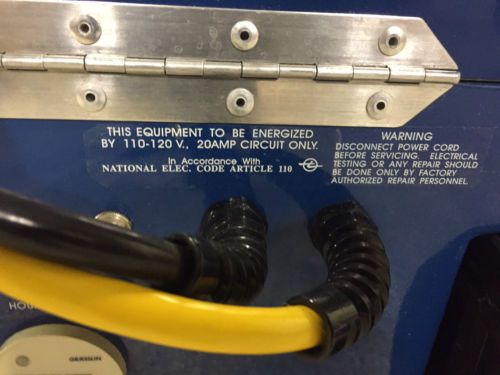 THIS EQUIPMENT TO BE ENERGIZED
BY 110-120 V., 20AMP CIRCUIT ONLY.
In Accordance With
NATIONAL ELEC. CODE ARTICLE 110
WARNING
DISCONNECT POWER CORD
BEFORE SERVICING. ELECTRICAL
TESTING OR ANY REPAIR SHOULD
BE DONE ONLY BY FACTORY
AUTHORIZED REPAIR PERSONNEL.
HOU